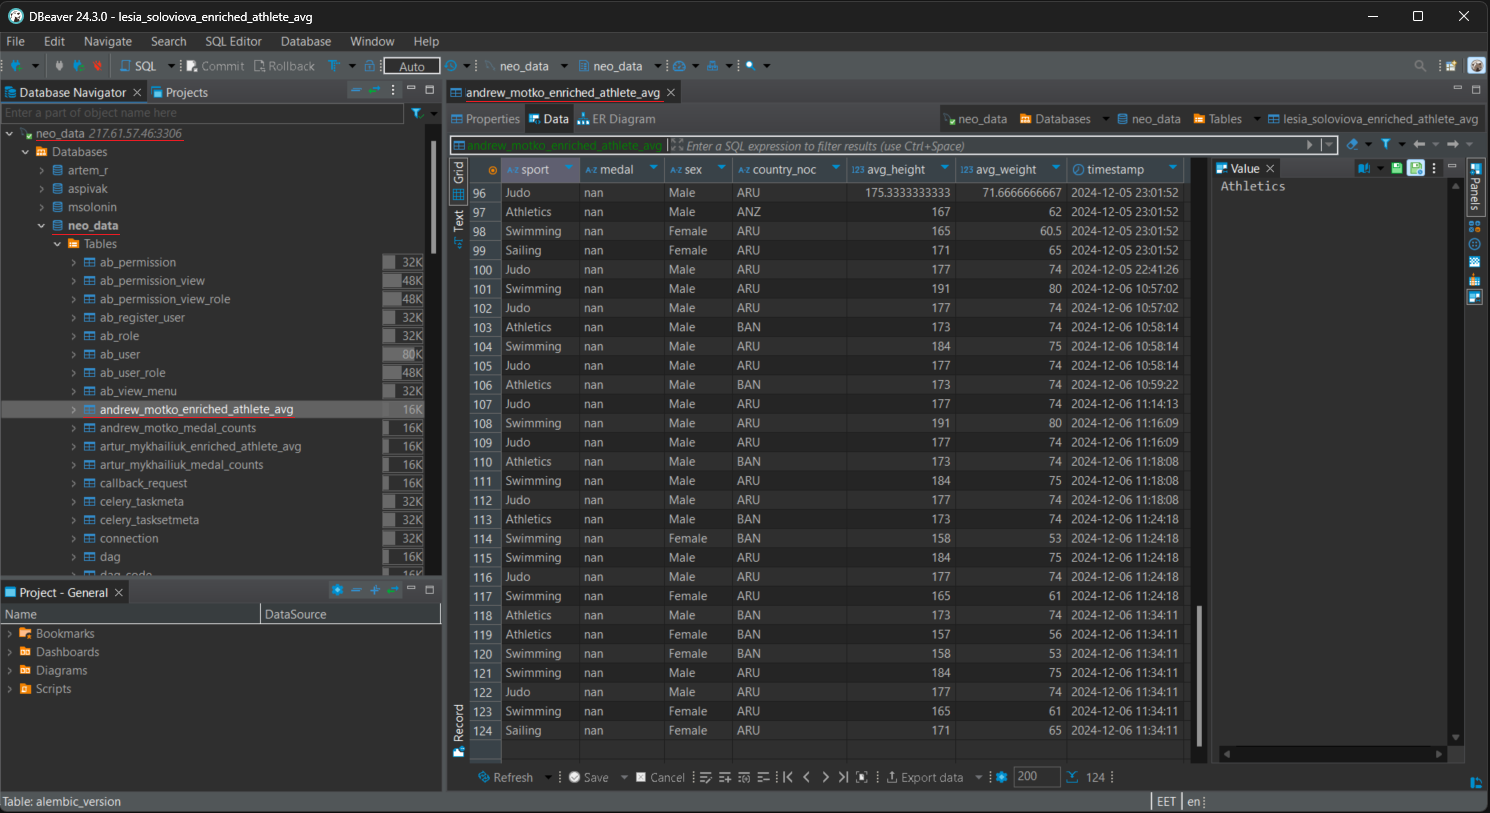 DBeaver 24.3.0 - lesia_soloviova_enriched_athlete_avg
File Edit Navigate Search SQL Editor Database Window Help
SQL Commit Rollback Auto neo_data neo_data
Database Navigator Projects
Enter a part of object name here
neo_data 217.61.57.46:3306
Databases
artem_r
aspivak
msolonin
neo_data
Tables
ab_permission 32K
ab_permission_view 48K
ab_permission_view_role 48K
ab_register_user 32K
ab_role 32K
ab_user 80K
ab_user_role 48K
ab_view_menu 32K
andrew_motko_enriched_athlete_avg 16K
andrew_motko_medal_counts 16K
artur_mykhailiuk_enriched_athlete_avg 16K
artur_mykhailiuk_medal_counts 16K
callback_request 16K
celery_taskmeta 32K
celery_tasksetmeta 32K
connection 32K
dag 16K
dag_code 16K
Project - General
Name DataSource
Bookmarks
Dashboards
Diagrams
Scripts
andrew_motko_enriched_athlete_avg
Properties Data ER Diagram
neo_data Databases neo_data Tables lesia_soloviova_enriched_athlete_avg
andrew_motko_enriched_athlete_avg Enter a SQL expression to filter results (use Ctrl+Space)
Grid
Text
Record
A-Z sport A-Z medal A-Z sex A-Z country_noc 123 avg_height 123 avg_weight timestamp
96 Judo nan Male ARU 175.3333333333 71.6666666667 2024-12-05 23:01:52
97 Athletics nan Male ANZ 167 62 2024-12-05 23:01:52
98 Swimming nan Female ARU 165 60.5 2024-12-05 23:01:52
99 Sailing nan Female ARU 171 65 2024-12-05 23:01:52
100 Judo nan Male ARU 177 74 2024-12-05 22:41:26
101 Swimming nan Male ARU 191 80 2024-12-06 10:57:02
102 Judo nan Male ARU 177 74 2024-12-06 10:57:02
103 Athletics nan Male BAN 173 74 2024-12-06 10:58:14
104 Swimming nan Male ARU 184 75 2024-12-06 10:58:14
105 Judo nan Male ARU 177 74 2024-12-06 10:58:14
106 Athletics nan Male BAN 173 74 2024-12-06 10:59:22
107 Judo nan Male ARU 177 74 2024-12-06 11:14:13
108 Swimming nan Male ARU 191 80 2024-12-06 11:16:09
109 Judo nan Male ARU 177 74 2024-12-06 11:16:09
110 Athletics nan Male BAN 173 74 2024-12-06 11:18:08
111 Swimming nan Male ARU 184 75 2024-12-06 11:18:08
112 Judo nan Male ARU 177 74 2024-12-06 11:18:08
113 Athletics nan Male BAN 173 74 2024-12-06 11:24:18
114 Swimming nan Female BAN 158 53 2024-12-06 11:24:18
115 Swimming nan Male ARU 184 75 2024-12-06 11:24:18
116 Judo nan Male ARU 177 74 2024-12-06 11:24:18
117 Swimming nan Female ARU 165 61 2024-12-06 11:24:18
118 Athletics nan Male BAN 173 74 2024-12-06 11:34:11
119 Athletics nan Female BAN 157 56 2024-12-06 11:34:11
120 Swimming nan Female BAN 158 53 2024-12-06 11:34:11
121 Swimming nan Male ARU 184 75 2024-12-06 11:34:11
122 Judo nan Male ARU 177 74 2024-12-06 11:34:11
123 Swimming nan Female ARU 165 61 2024-12-06 11:34:11
124 Sailing nan Female ARU 171 65 2024-12-06 11:34:11
Value
Athletics
Panels
Refresh Save Cancel Export data 200 124
Table: alembic_version
EET en